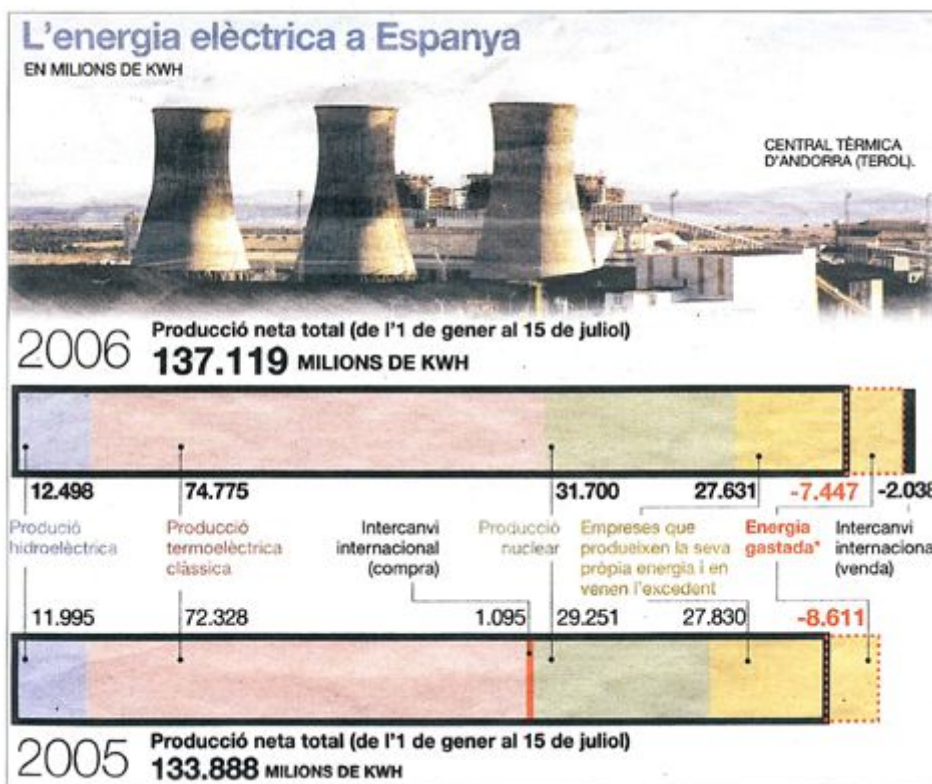 L'energia elèctrica a Espanya
EN MILIONS DE KWH
CENTRAL TÈRMICA
D'ANDORRA (TEROL).
2006
Producció neta total (de l'1 de gener al 15 de juliol)
137.119 MILIONS DE KWH
12.498 74.775 31.700 27.631 -7.447 -2.038
Produció
hidroelèctrica
Producció
termoelèctrica
clàssica
Intercanvi
internacional
(compra)
Producció
nuclear
Empreses que
produeixen la seva
pròpia energia i en
venen l'excedent
Energia
gastada*
Intercanvi
internaciona
(venda)
11.995 72.328 1.095 29.251 27.830 -8.611
2005
Producció neta total (de l'1 de gener al 15 de juliol)
133.888 MILIONS DE KWH